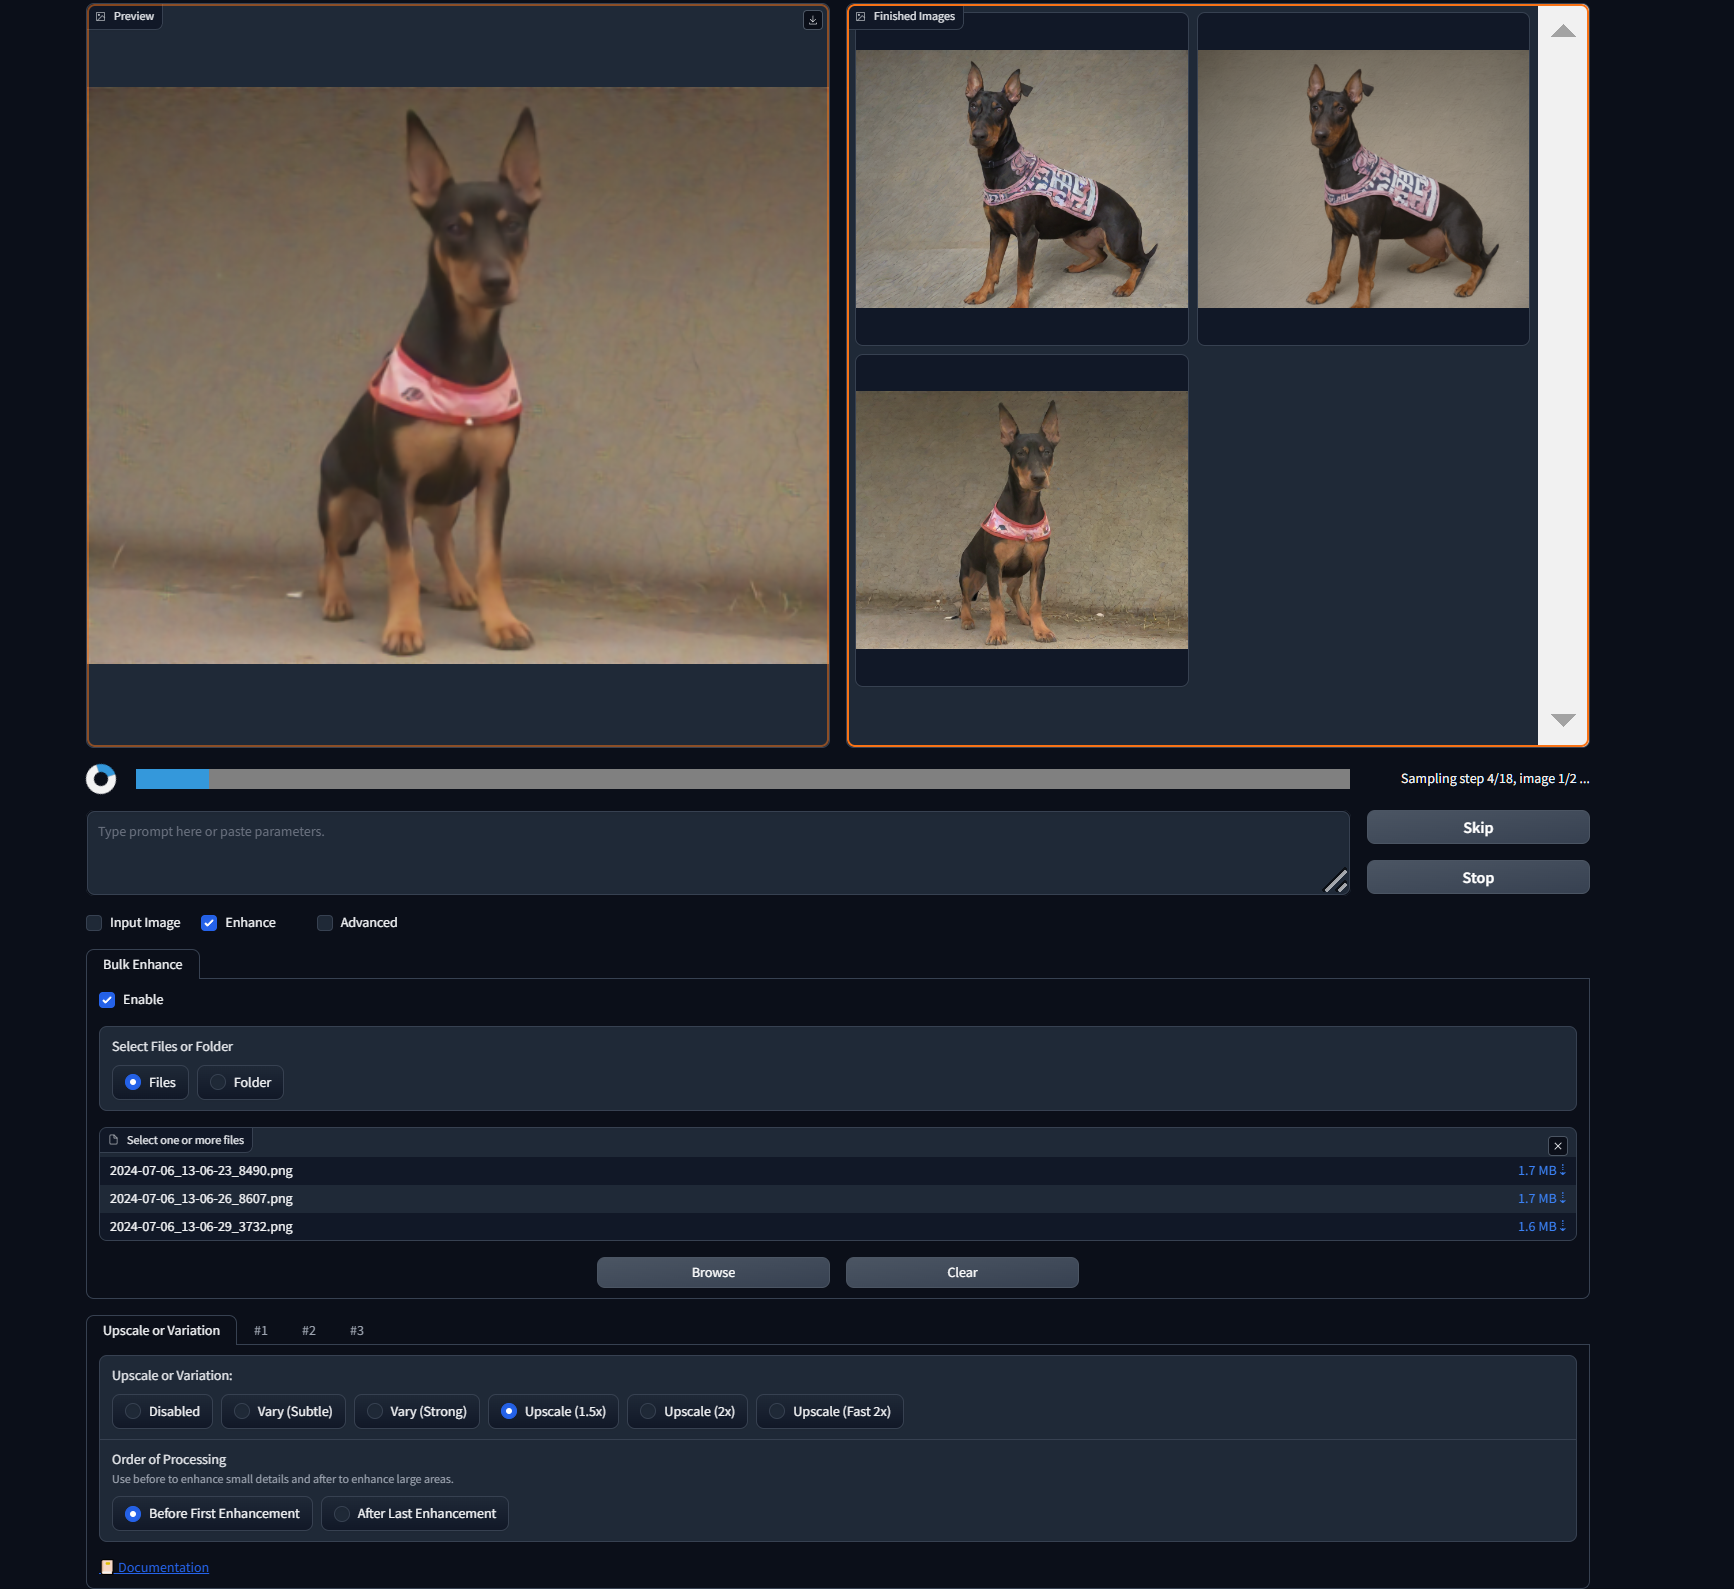 Preview
Finished Images
Sampling step 4/18, image 1/2 ...
Type prompt here or paste parameters.
Skip
Stop
Input Image
Enhance
Advanced
Bulk Enhance
Enable
Select Files or Folder
Files
Folder
Select one or more files
2024-07-06_13-06-23_8490.png
1.7 MB ⇣
2024-07-06_13-06-26_8607.png
1.7 MB ⇣
2024-07-06_13-06-29_3732.png
1.6 MB ⇣
Browse
Clear
Upscale or Variation
#1
#2
#3
Upscale or Variation:
Disabled
Vary (Subtle)
Vary (Strong)
Upscale (1.5x)
Upscale (2x)
Upscale (Fast 2x)
Order of Processing
Use before to enhance small details and after to enhance large areas.
Before First Enhancement
After Last Enhancement
Documentation